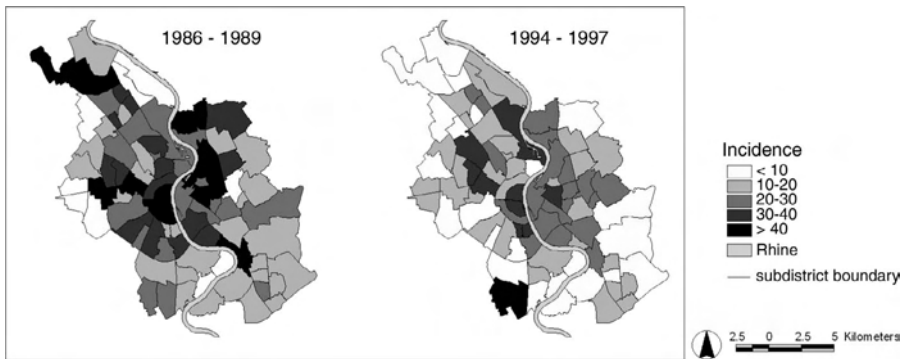 1986 - 1989
1994 - 1997
Incidence
< 10
10-20
20-30
30-40
> 40
Rhine
subdistrict boundary
2.5 0 2.5 5 Kilometers